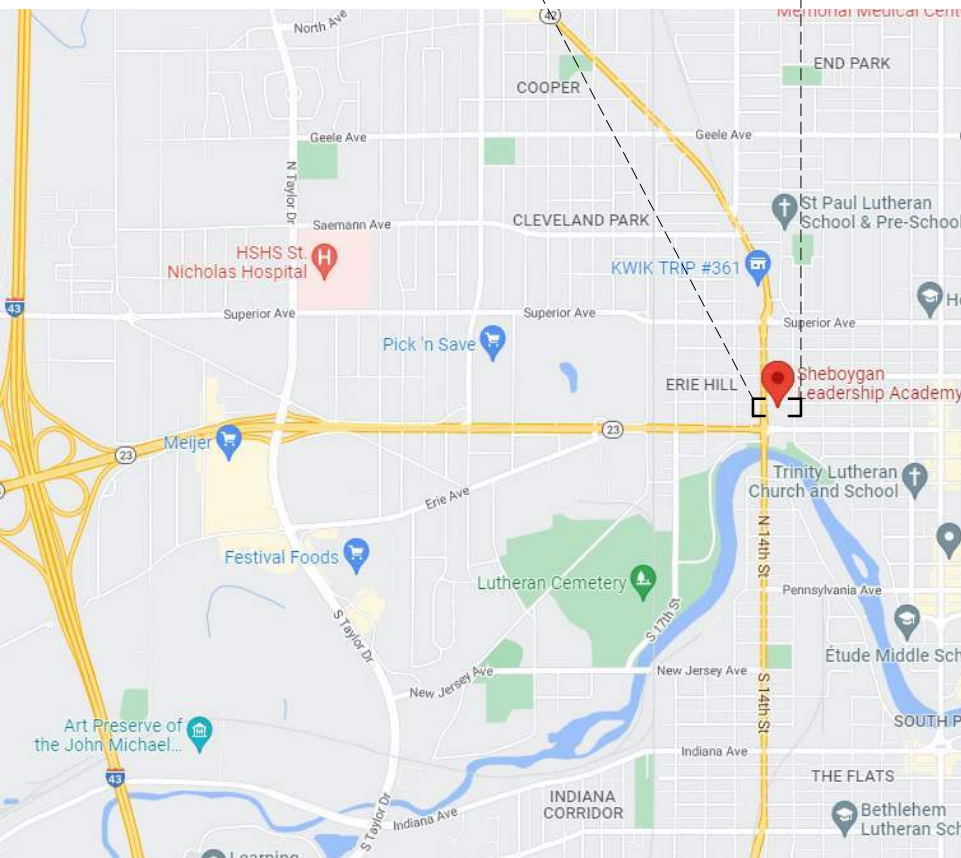 42
Memorial Medical Cent
North Ave
END PARK
COOPER
Geele Ave
Geele Ave
N Taylor Dr
St Paul Lutheran
School & Pre-School
Saemann Ave
CLEVELAND PARK
HSHS St.
Nicholas Hospital
H
KWIK TRIP #361
43
Superior Ave
Superior Ave
Superior Ave
Pick 'n Save
Sheboygan
Leadership Academy
ERIE HILL
23
Meijer
23
Trinity Lutheran
Church and School
Erie Ave
N 14th St
Festival Foods
Lutheran Cemetery
Pennsylvania Ave
S 17th St
S Taylor Dr
Étude Middle Sch
New Jersey Ave
New Jersey Ave
S 14th St
Art Preserve of
the John Michael...
M
SOUTH P
Indiana Ave
43
THE FLATS
INDIANA
CORRIDOR
Bethlehem
Lutheran Sch
Indiana Ave
S Taylor Dr
Learning